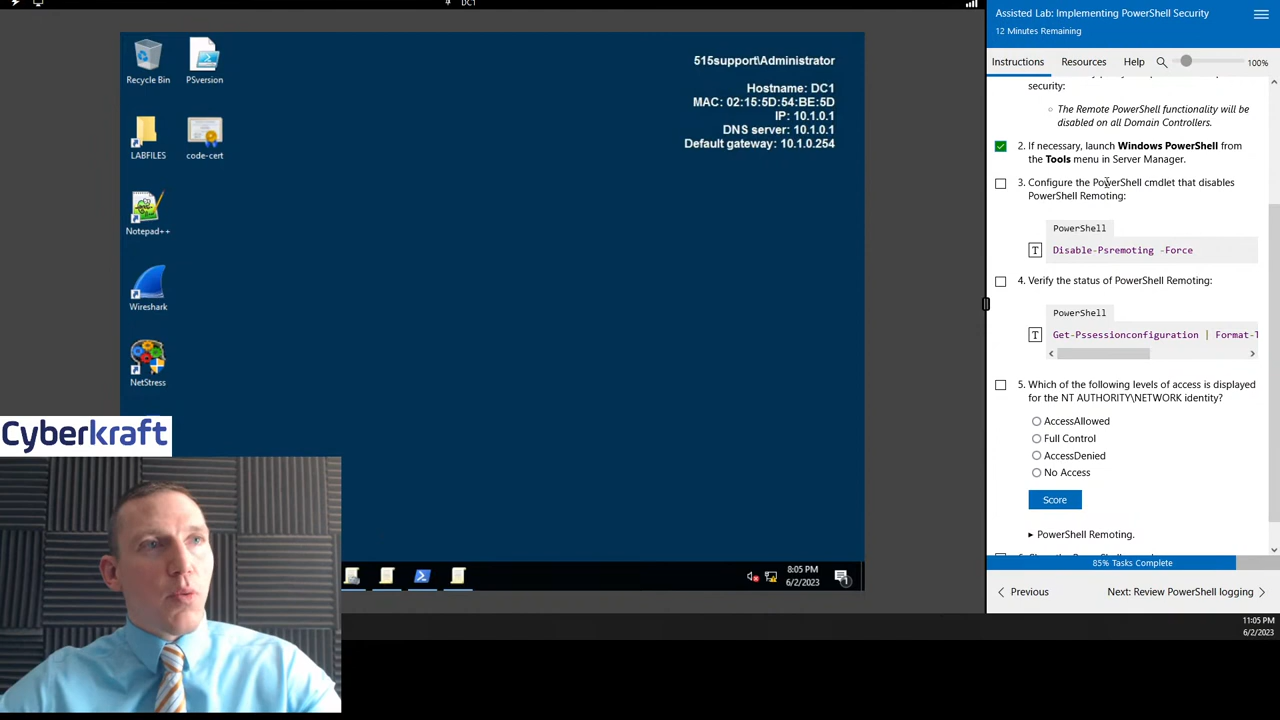 DC1
Recycle Bin
PSversion
LABFILES
code-cert
Notepad++
Wireshark
NetStress
515support\Administrator
Hostname: DC1
MAC: 02:15:5D:54:BE:5D
IP: 10.1.0.1
DNS server: 10.1.0.1
Default gateway: 10.1.0.254
Cyberkraft
8:05 PM
6/2/2023
1
Assisted Lab: Implementing PowerShell Security
12 Minutes Remaining
Instructions
Resources
Help
100%
security:
The Remote PowerShell functionality will be
disabled on all Domain Controllers.
2. If necessary, launch Windows PowerShell from
the Tools menu in Server Manager.
3. Configure the PowerShell cmdlet that disables
PowerShell Remoting:
PowerShell
T
Disable-Psremoting -Force
4. Verify the status of PowerShell Remoting:
PowerShell
T
Get-Pssessionconfiguration | Format-T
5. Which of the following levels of access is displayed
for the NT AUTHORITY\NETWORK identity?
AccessAllowed
Full Control
AccessDenied
No Access
Score
PowerShell Remoting.
85% Tasks Complete
Previous
Next: Review PowerShell logging
11:05 PM
6/2/2023